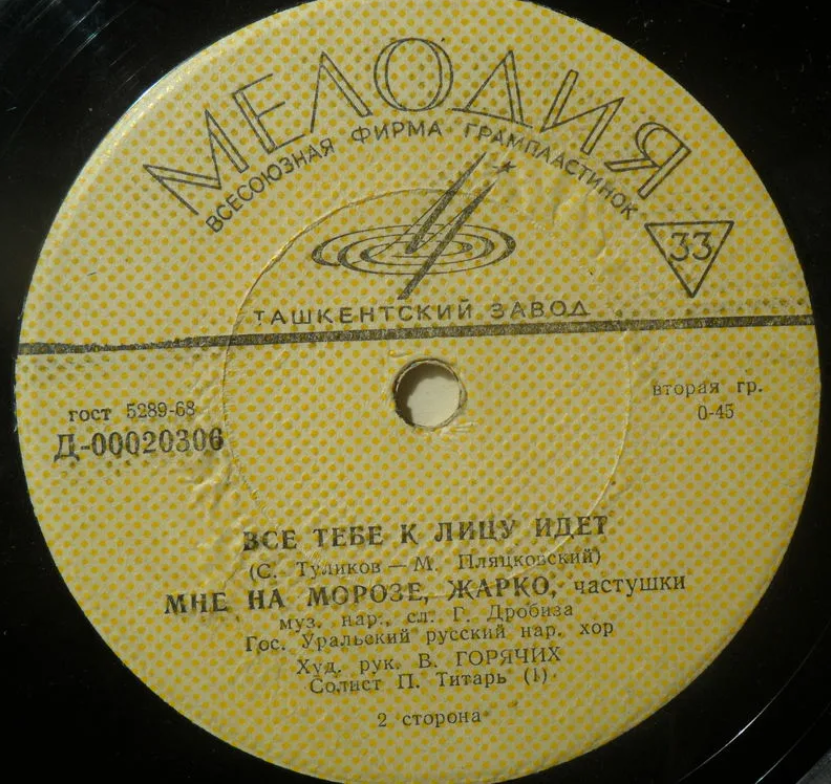 МЕЛОДИЯ
ВСЕСОЮЗНАЯ ФИРМА ГРАМПЛАСТИНОК
33
ТАШКЕНТСКИЙ ЗАВОД
гост 5289-68
Д-00020306
вторая гр.
0-45
ВСЕ ТЕБЕ К ЛИЦУ ИДЕТ
(С. Туликов — М. Пляцковский)
МНЕ НА МОРОЗЕ, ЖАРКО, частушки
муз. нар., сл. Г. Дробиза
Гос. Уральский русский нар. хор
Худ. рук. В. ГОРЯЧИХ
Солист П. Титарь (1)
2 сторона